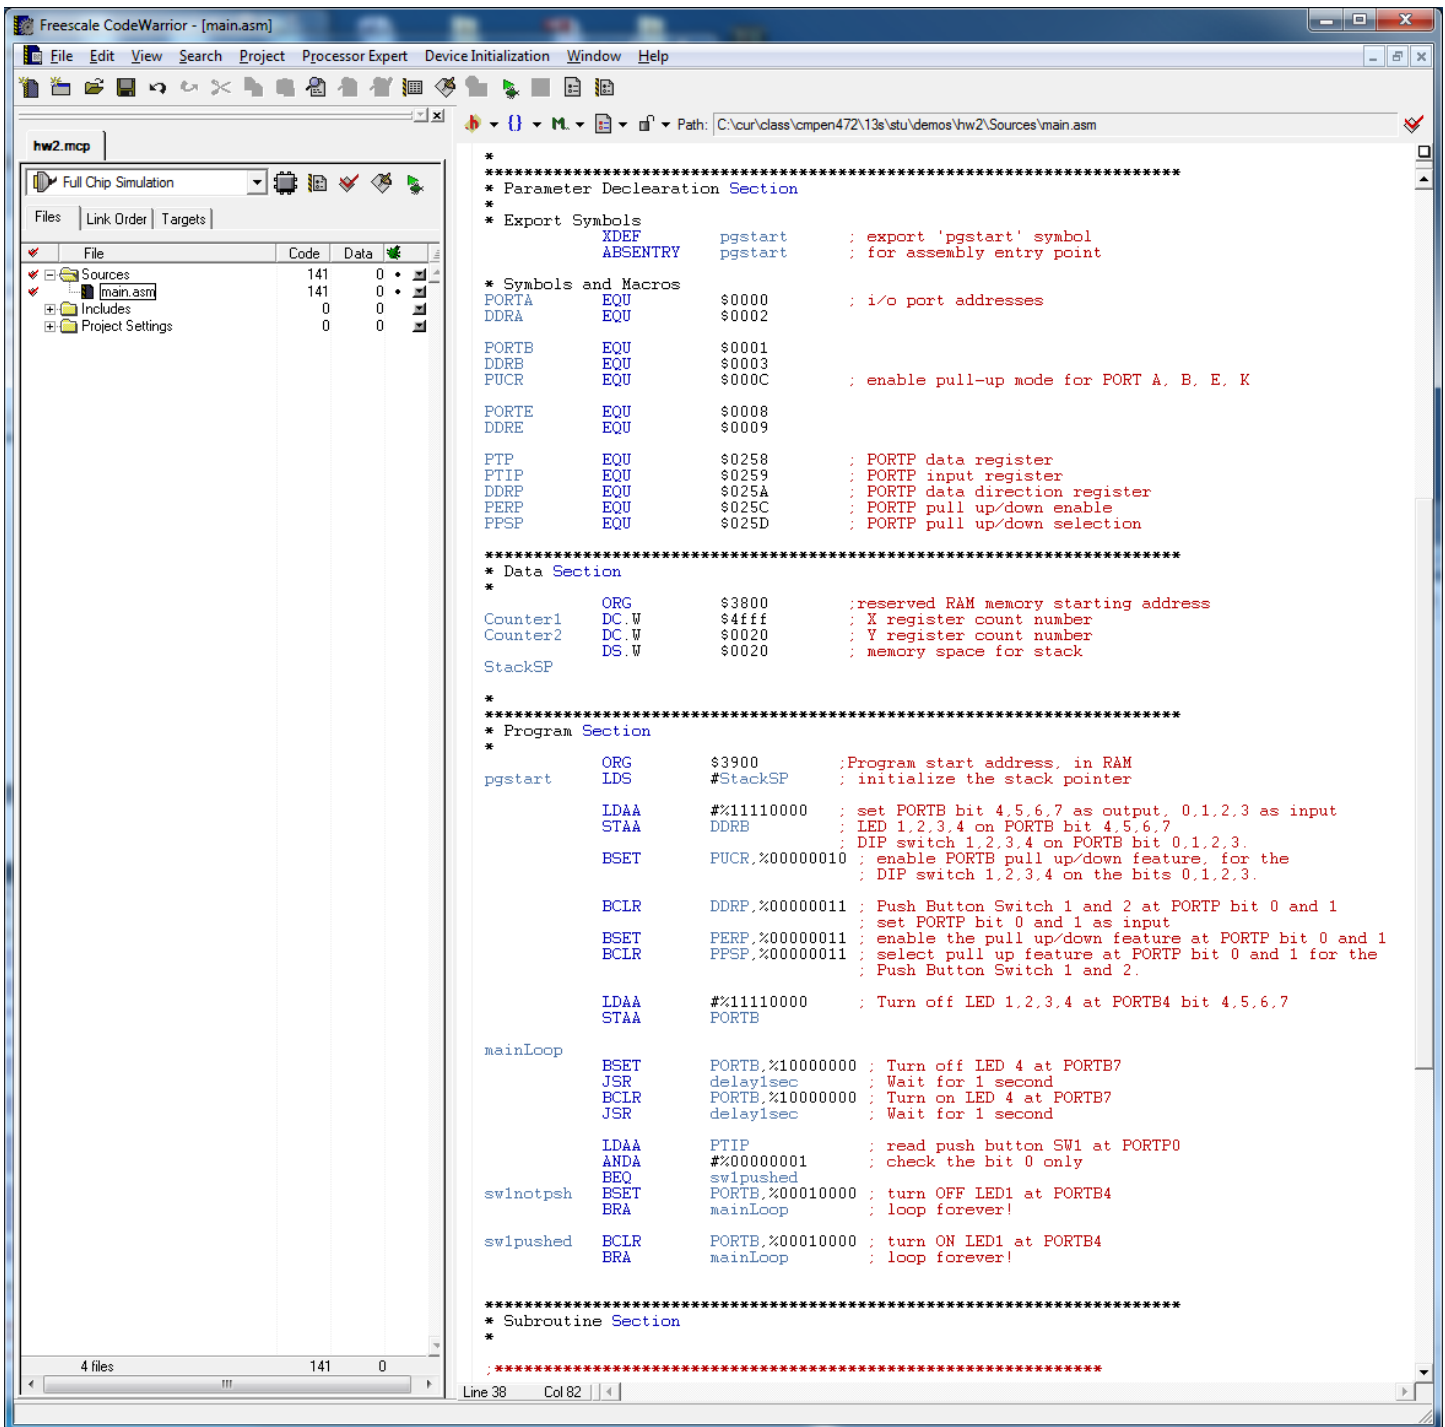 Freescale CodeWarrior - [main.asm]
File Edit View Search Project Processor Expert Device Initialization Window Help
Path: C:\cur\class\cmpen472\13s\stu\demos\hw2\Sources\main.asm
hw2.mcp
Full Chip Simulation
Files Link Order Targets
File Code Data
Sources 141 0
main.asm 141 0
Includes 0 0
Project Settings 0 0
4 files 141 0
*
***********************************************************************
* Parameter Declearation Section
*
* Export Symbols
XDEF pgstart ; export 'pgstart' symbol
ABSENTRY pgstart ; for assembly entry point
* Symbols and Macros
PORTA EQU $0000 ; i/o port addresses
DDRA EQU $0002
PORTB EQU $0001
DDRB EQU $0003
PUCR EQU $000C ; enable pull-up mode for PORT A, B, E, K
PORTE EQU $0008
DDRE EQU $0009
PTP EQU $0258 ; PORTP data register
PTIP EQU $0259 ; PORTP input register
DDRP EQU $025A ; PORTP data direction register
PERP EQU $025C ; PORTP pull up/down enable
PPSP EQU $025D ; PORTP pull up/down selection
***********************************************************************
* Data Section
*
ORG $3800 ;reserved RAM memory starting address
Counter1 DC.W $4fff ; X register count number
Counter2 DC.W $0020 ; Y register count number
DS.W $0020 ; memory space for stack
StackSP
*
***********************************************************************
* Program Section
*
ORG $3900 ;Program start address, in RAM
pgstart LDS #StackSP ; initialize the stack pointer
LDAA #%11110000 ; set PORTB bit 4,5,6,7 as output, 0,1,2,3 as input
STAA DDRB ; LED 1,2,3,4 on PORTB bit 4,5,6,7
; DIP switch 1,2,3,4 on PORTB bit 0,1,2,3.
BSET PUCR,%00000010 ; enable PORTB pull up/down feature, for the
; DIP switch 1,2,3,4 on the bits 0,1,2,3.
BCLR DDRP,%00000011 ; Push Button Switch 1 and 2 at PORTP bit 0 and 1
; set PORTP bit 0 and 1 as input
BSET PERP,%00000011 ; enable the pull up/down feature at PORTP bit 0 and 1
BCLR PPSP,%00000011 ; select pull up feature at PORTP bit 0 and 1 for the
; Push Button Switch 1 and 2.
LDAA #%11110000 ; Turn off LED 1,2,3,4 at PORTB4 bit 4,5,6,7
STAA PORTB
mainLoop
BSET PORTB,%10000000 ; Turn off LED 4 at PORTB7
JSR delay1sec ; Wait for 1 second
BCLR PORTB,%10000000 ; Turn on LED 4 at PORTB7
JSR delay1sec ; Wait for 1 second
LDAA PTIP ; read push button SW1 at PORTP0
ANDA #%00000001 ; check the bit 0 only
BEQ sw1pushed
sw1notpsh BSET PORTB,%00010000 ; turn OFF LED1 at PORTB4
BRA mainLoop ; loop forever!
sw1pushed BCLR PORTB,%00010000 ; turn ON LED1 at PORTB4
BRA mainLoop ; loop forever!
***********************************************************************
* Subroutine Section
*
;**************************************************************
Line 38 Col 82